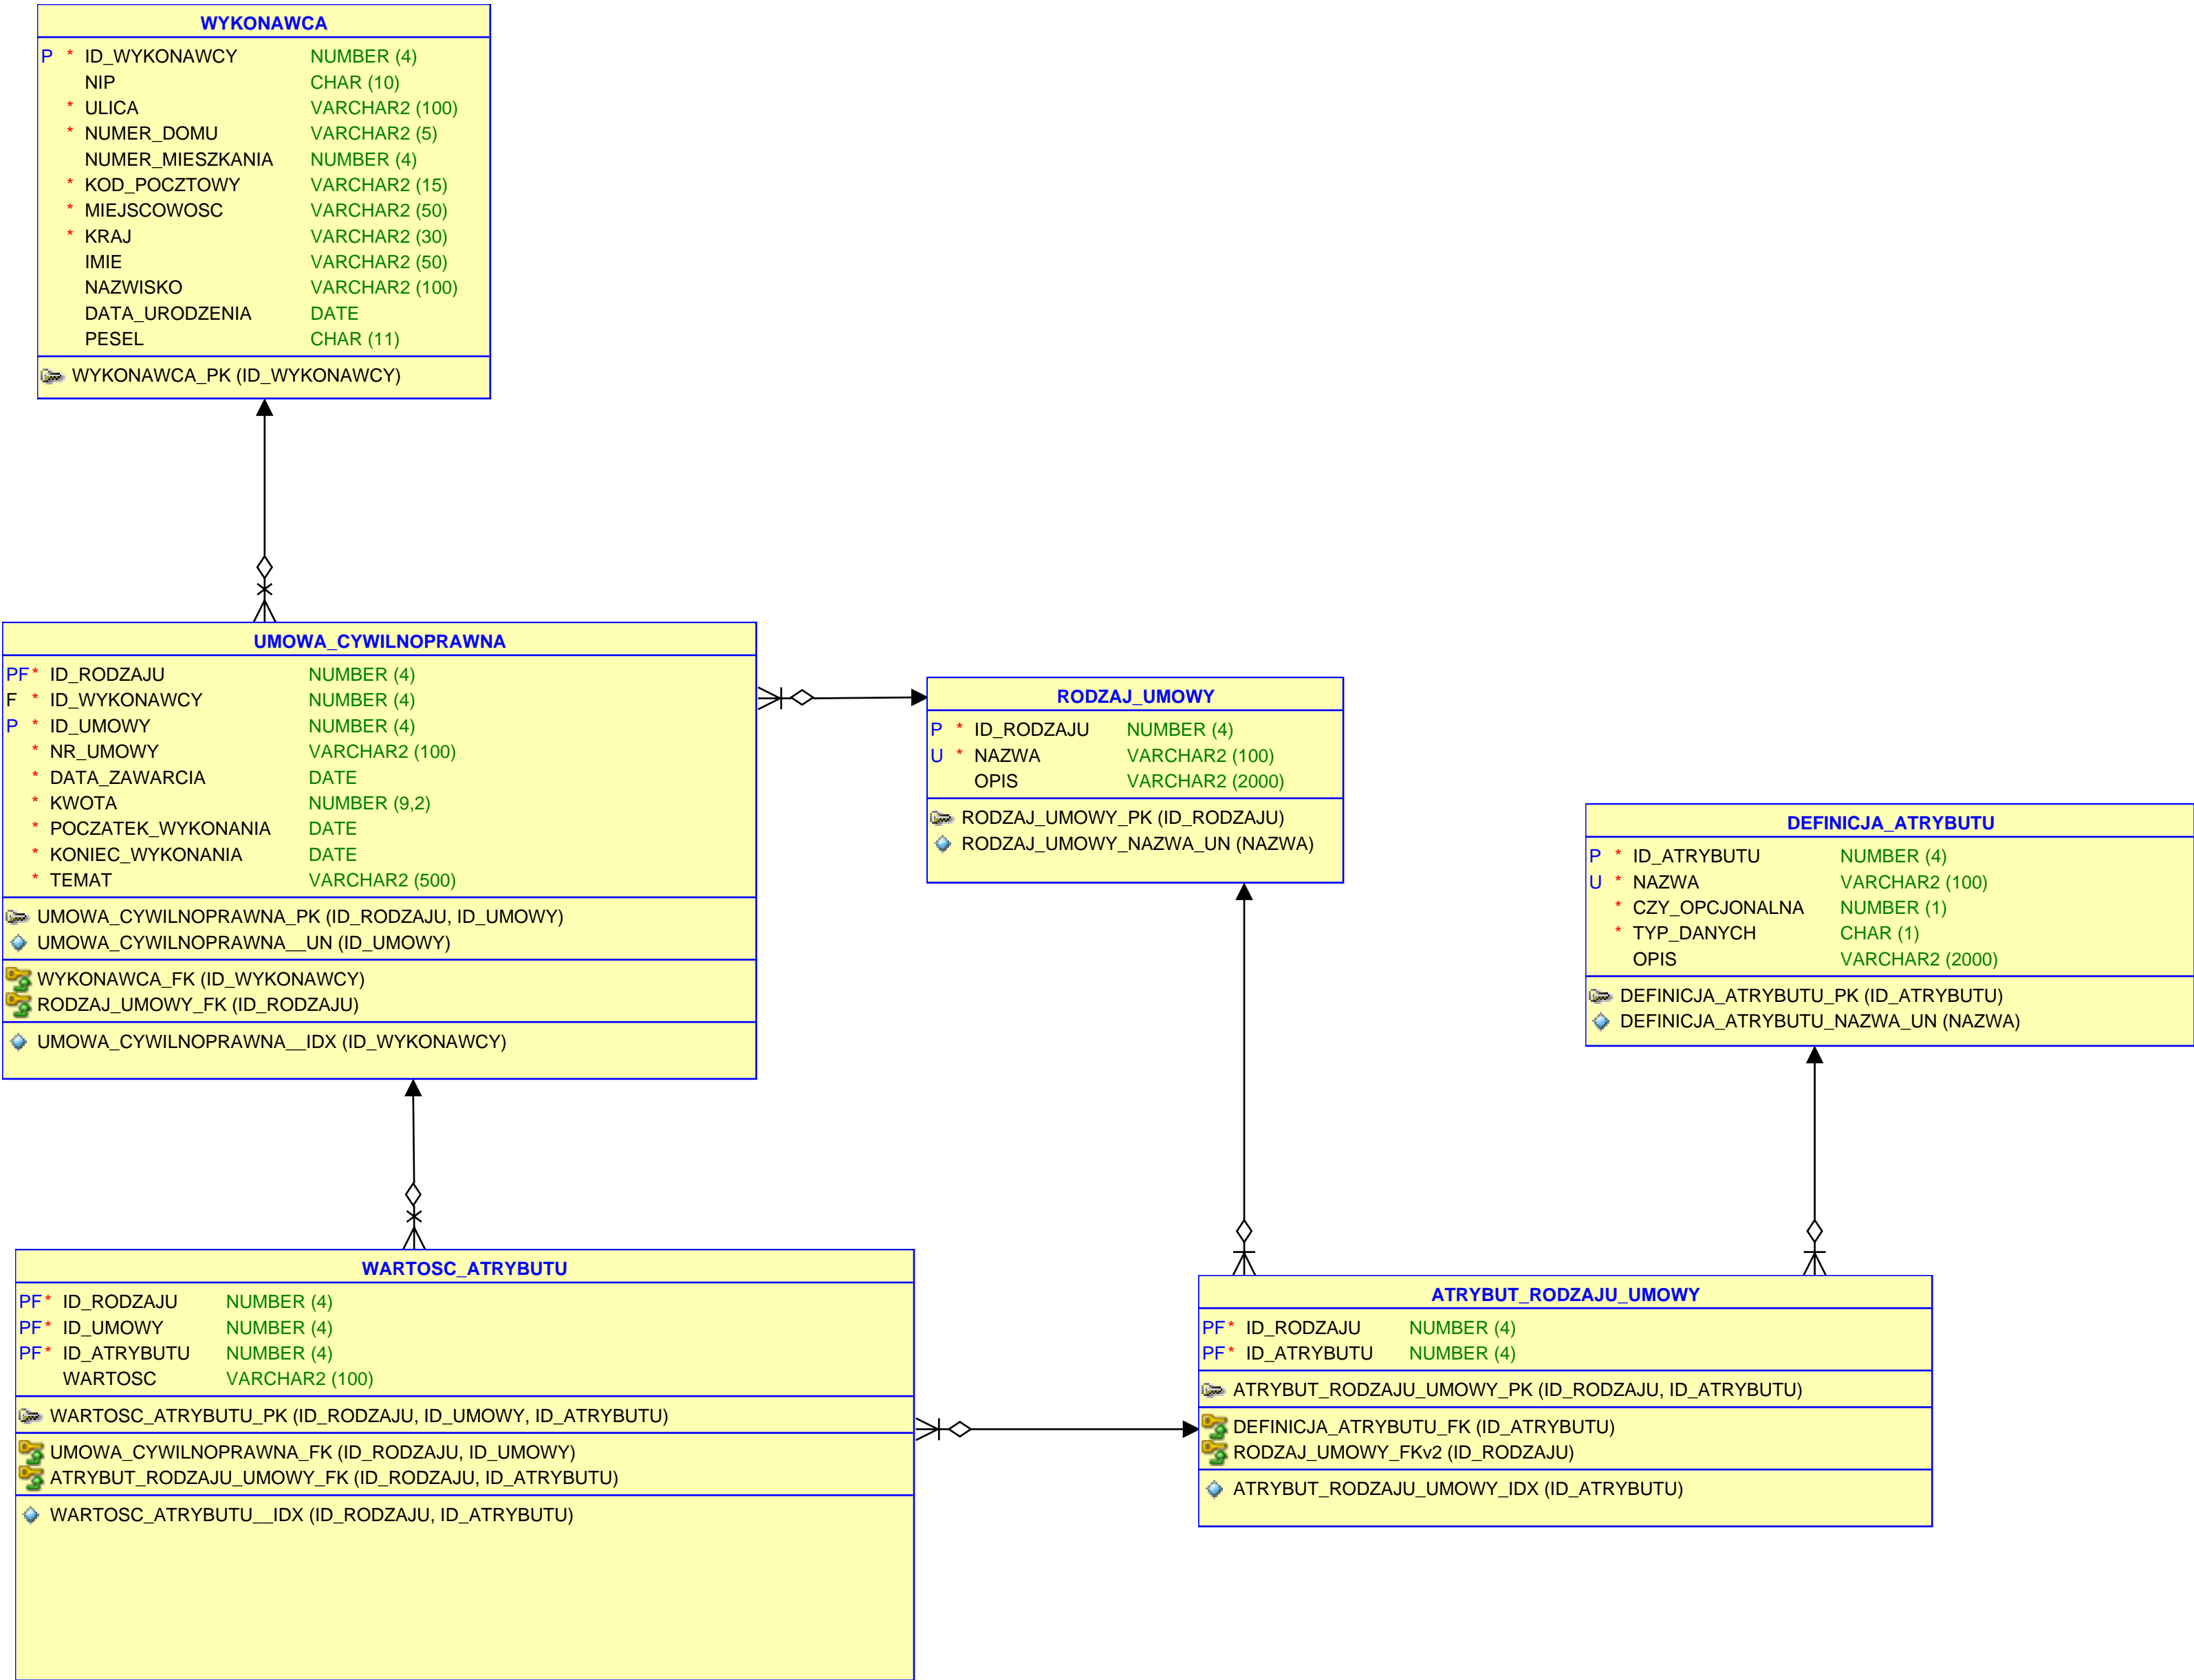 WYKONAWCA
P * ID_WYKONAWCY NUMBER (4)
NIP CHAR (10)
* ULICA VARCHAR2 (100)
* NUMER_DOMU VARCHAR2 (5)
NUMER_MIESZKANIA NUMBER (4)
* KOD_POCZTOWY VARCHAR2 (15)
* MIEJSCOWOSC VARCHAR2 (50)
* KRAJ VARCHAR2 (30)
IMIE VARCHAR2 (50)
NAZWISKO VARCHAR2 (100)
DATA_URODZENIA DATE
PESEL CHAR (11)
WYKONAWCA_PK (ID_WYKONAWCY)
UMOWA_CYWILNOPRAWNA
PF * ID_RODZAJU NUMBER (4)
F * ID_WYKONAWCY NUMBER (4)
P * ID_UMOWY NUMBER (4)
* NR_UMOWY VARCHAR2 (100)
* DATA_ZAWARCIA DATE
* KWOTA NUMBER (9,2)
* POCZATEK_WYKONANIA DATE
* KONIEC_WYKONANIA DATE
* TEMAT VARCHAR2 (500)
UMOWA_CYWILNOPRAWNA_PK (ID_RODZAJU, ID_UMOWY)
UMOWA_CYWILNOPRAWNA__UN (ID_UMOWY)
WYKONAWCA_FK (ID_WYKONAWCY)
RODZAJ_UMOWY_FK (ID_RODZAJU)
UMOWA_CYWILNOPRAWNA__IDX (ID_WYKONAWCY)
RODZAJ_UMOWY
P * ID_RODZAJU NUMBER (4)
U * NAZWA VARCHAR2 (100)
OPIS VARCHAR2 (2000)
RODZAJ_UMOWY_PK (ID_RODZAJU)
RODZAJ_UMOWY_NAZWA_UN (NAZWA)
DEFINICJA_ATRYBUTU
P * ID_ATRYBUTU NUMBER (4)
U * NAZWA VARCHAR2 (100)
* CZY_OPCJONALNA NUMBER (1)
* TYP_DANYCH CHAR (1)
OPIS VARCHAR2 (2000)
DEFINICJA_ATRYBUTU_PK (ID_ATRYBUTU)
DEFINICJA_ATRYBUTU_NAZWA_UN (NAZWA)
WARTOSC_ATRYBUTU
PF * ID_RODZAJU NUMBER (4)
PF * ID_UMOWY NUMBER (4)
PF * ID_ATRYBUTU NUMBER (4)
WARTOSC VARCHAR2 (100)
WARTOSC_ATRYBUTU_PK (ID_RODZAJU, ID_UMOWY, ID_ATRYBUTU)
UMOWA_CYWILNOPRAWNA_FK (ID_RODZAJU, ID_UMOWY)
ATRYBUT_RODZAJU_UMOWY_FK (ID_RODZAJU, ID_ATRYBUTU)
WARTOSC_ATRYBUTU__IDX (ID_RODZAJU, ID_ATRYBUTU)
ATRYBUT_RODZAJU_UMOWY
PF * ID_RODZAJU NUMBER (4)
PF * ID_ATRYBUTU NUMBER (4)
ATRYBUT_RODZAJU_UMOWY_PK (ID_RODZAJU, ID_ATRYBUTU)
DEFINICJA_ATRYBUTU_FK (ID_ATRYBUTU)
RODZAJ_UMOWY_FKv2 (ID_RODZAJU)
ATRYBUT_RODZAJU_UMOWY_IDX (ID_ATRYBUTU)